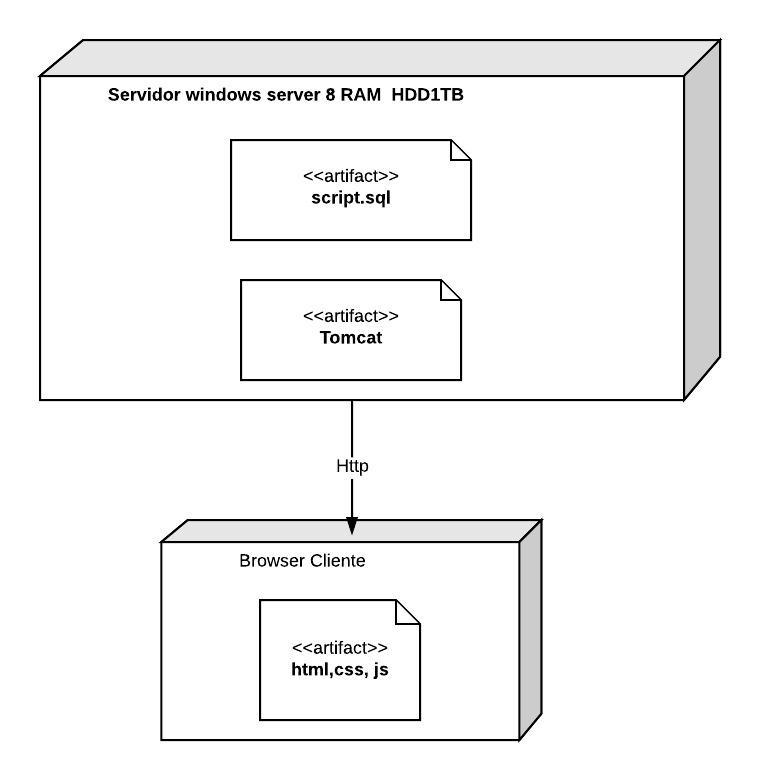 Servidor windows server 8 RAM  HDD1TB
<<artifact>>
script.sql
<<artifact>>
Tomcat
Http
Browser Cliente
<<artifact>>
html,css, js